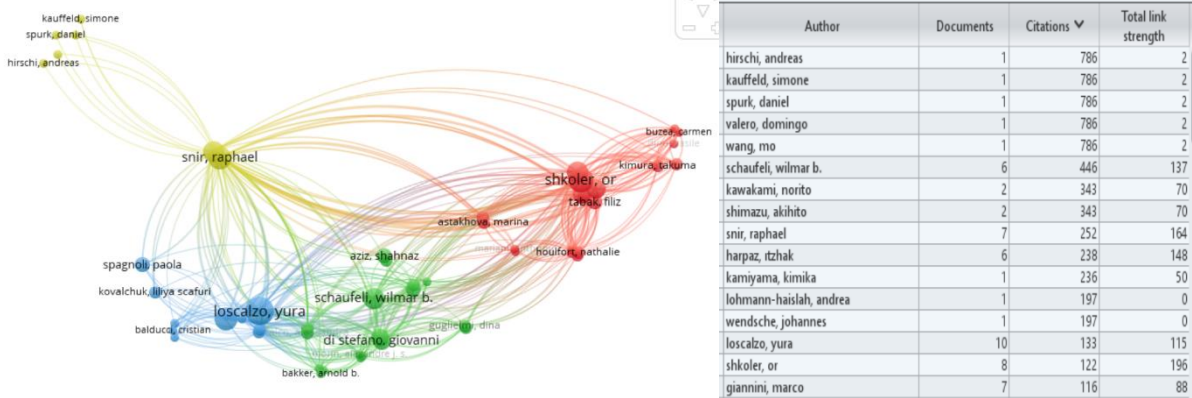 kauffeld, simone
spurk, daniel
hirschi, andreas
snir, raphael
buzea, carmen
kimura, takuma
shkoler, or
tabak, filiz
astakhova, marina
houlfort, nathalie
aziz, shahnaz
spagnoli, paola
kovalchuk, liliya scafuri
schaufeli, wilmar b.
loscalzo, yura
balducci, cristian
guglielmi, dina
di stefano, giovanni
bakker, arnold b.
Author Documents Citations Total link strength
hirschi, andreas 1 786 2
kauffeld, simone 1 786 2
spurk, daniel 1 786 2
valero, domingo 1 786 2
wang, mo 1 786 2
schaufeli, wilmar b. 6 446 137
kawakami, norito 2 343 70
shimazu, akihito 2 343 70
snir, raphael 7 252 164
harpaz, itzhak 6 238 148
kamiyama, kimika 1 236 50
lohmann-haislah, andrea 1 197 0
wendsche, johannes 1 197 0
loscalzo, yura 10 133 115
shkoler, or 8 122 196
giannini, marco 7 116 88